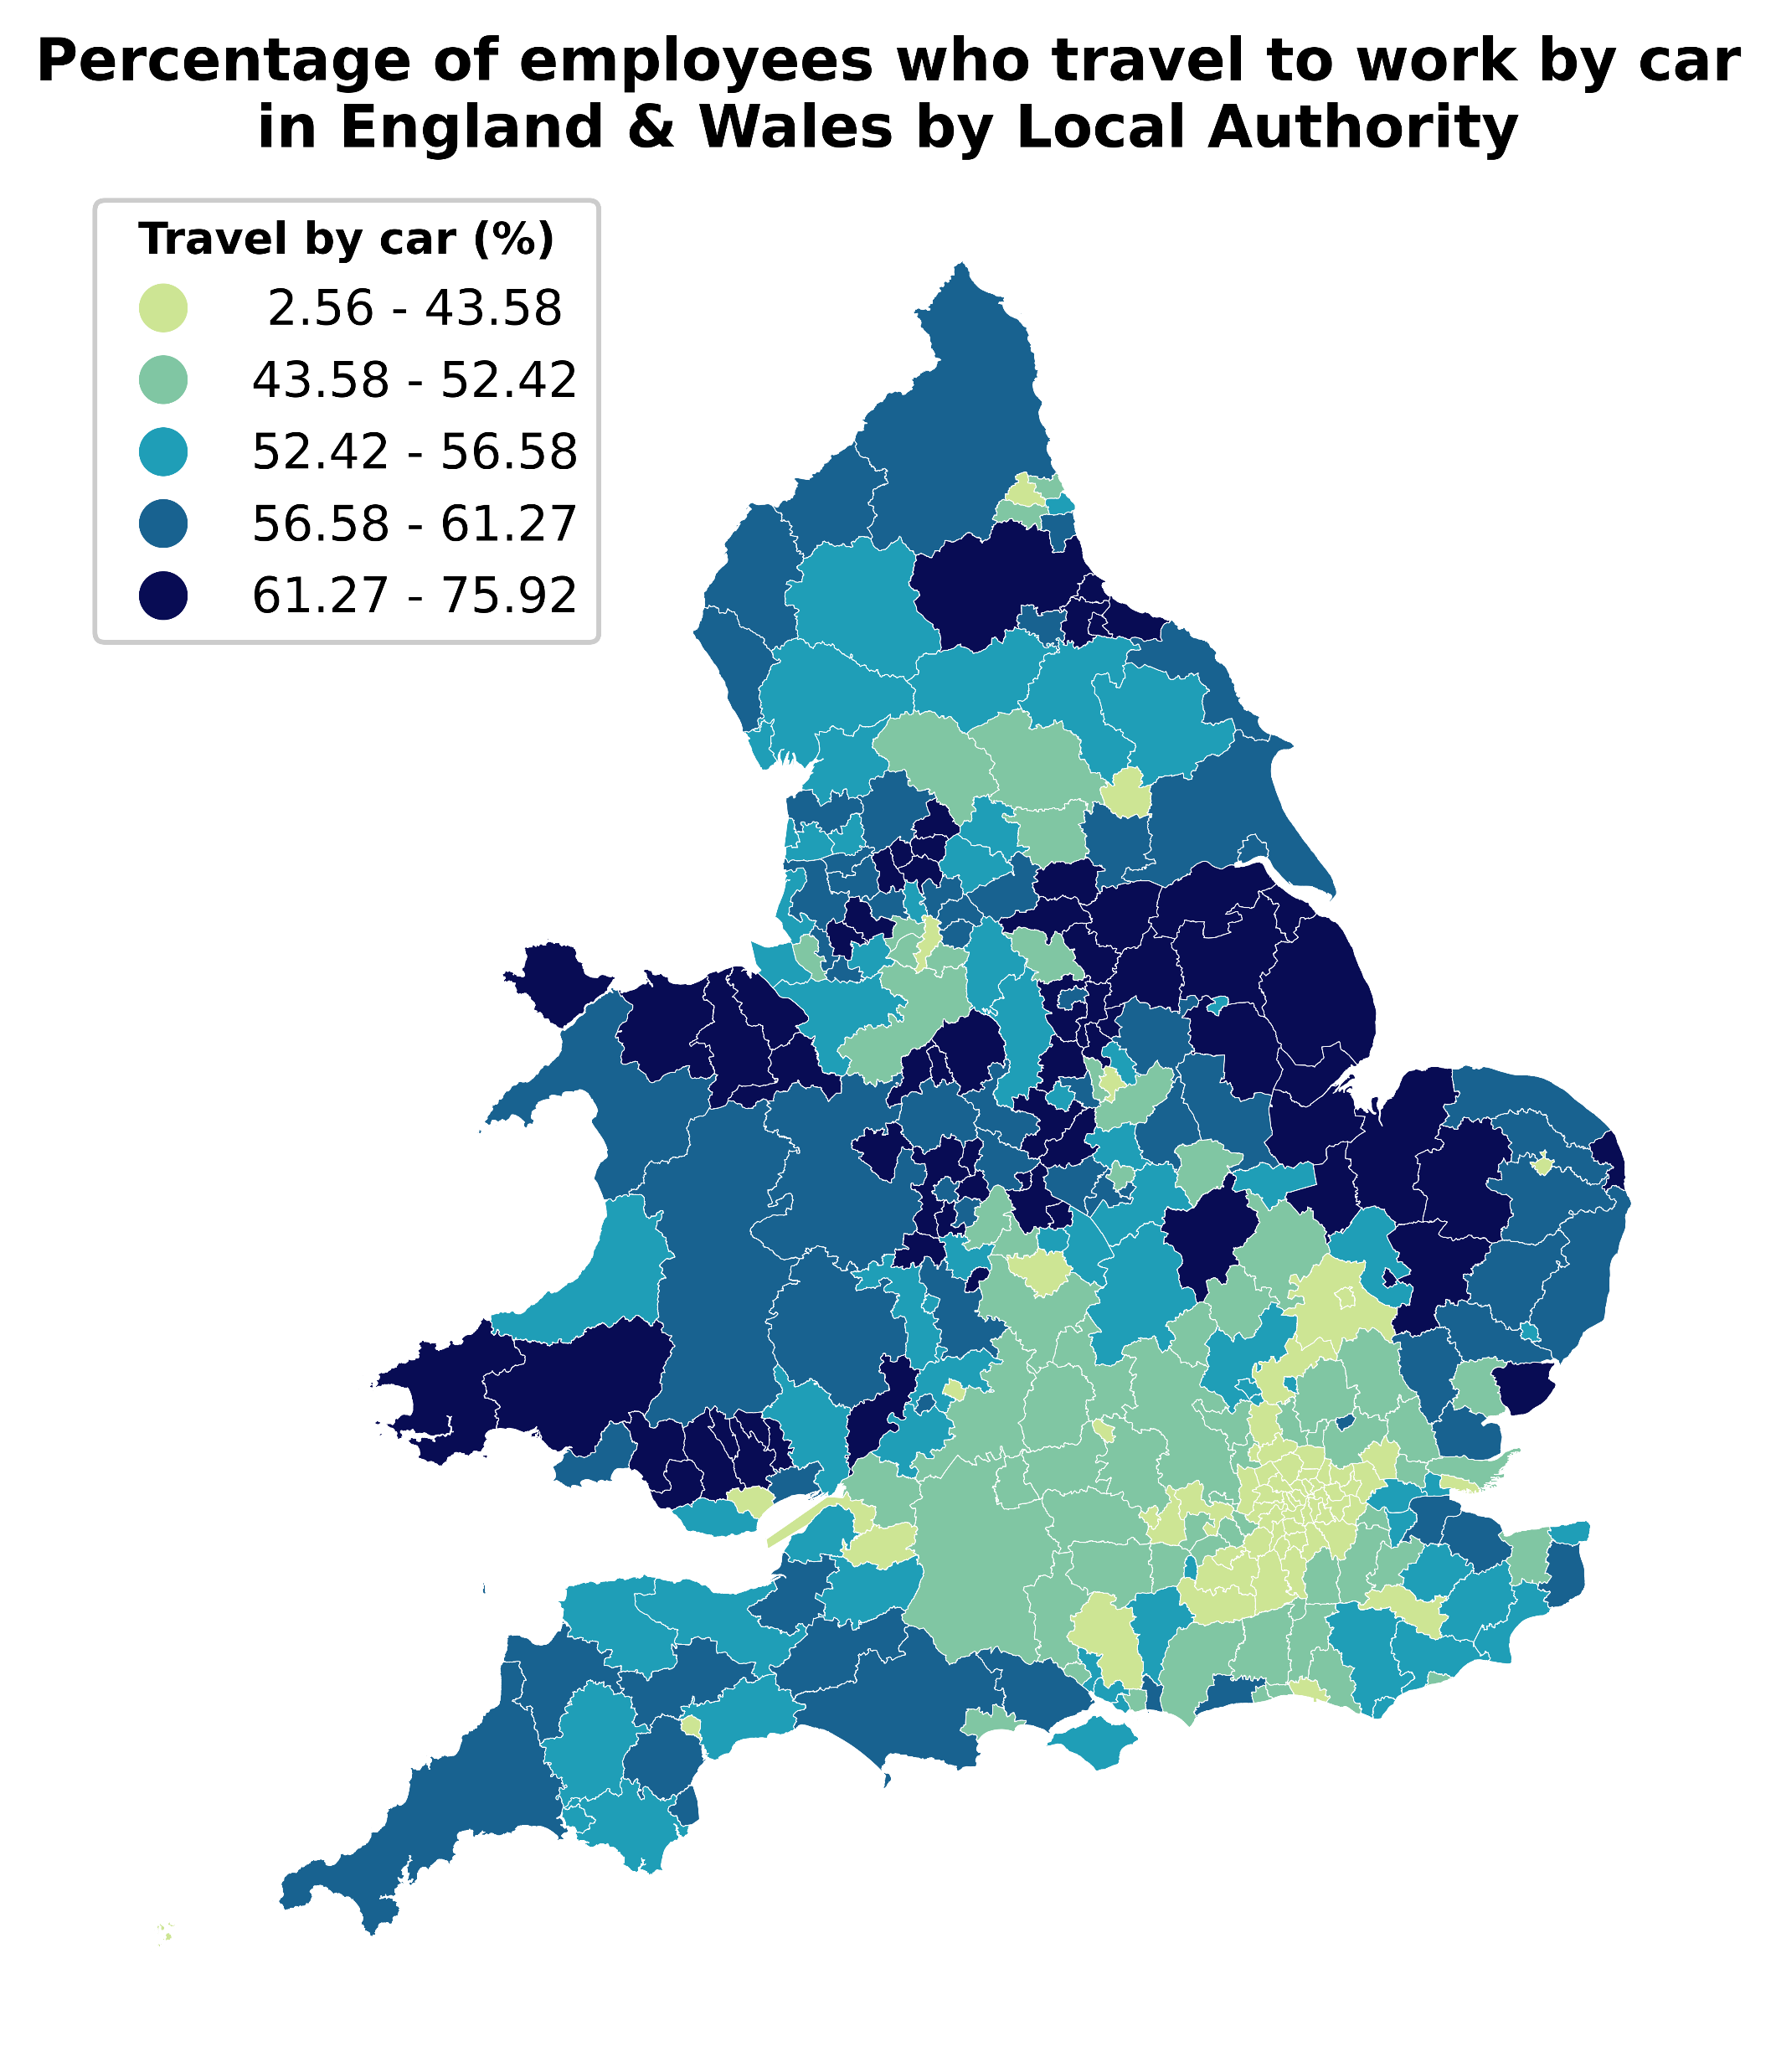 Percentage of employees who travel to work by car
in England & Wales by Local Authority
Travel by car (%)
2.56 - 43.58
43.58 - 52.42
52.42 - 56.58
56.58 - 61.27
61.27 - 75.92